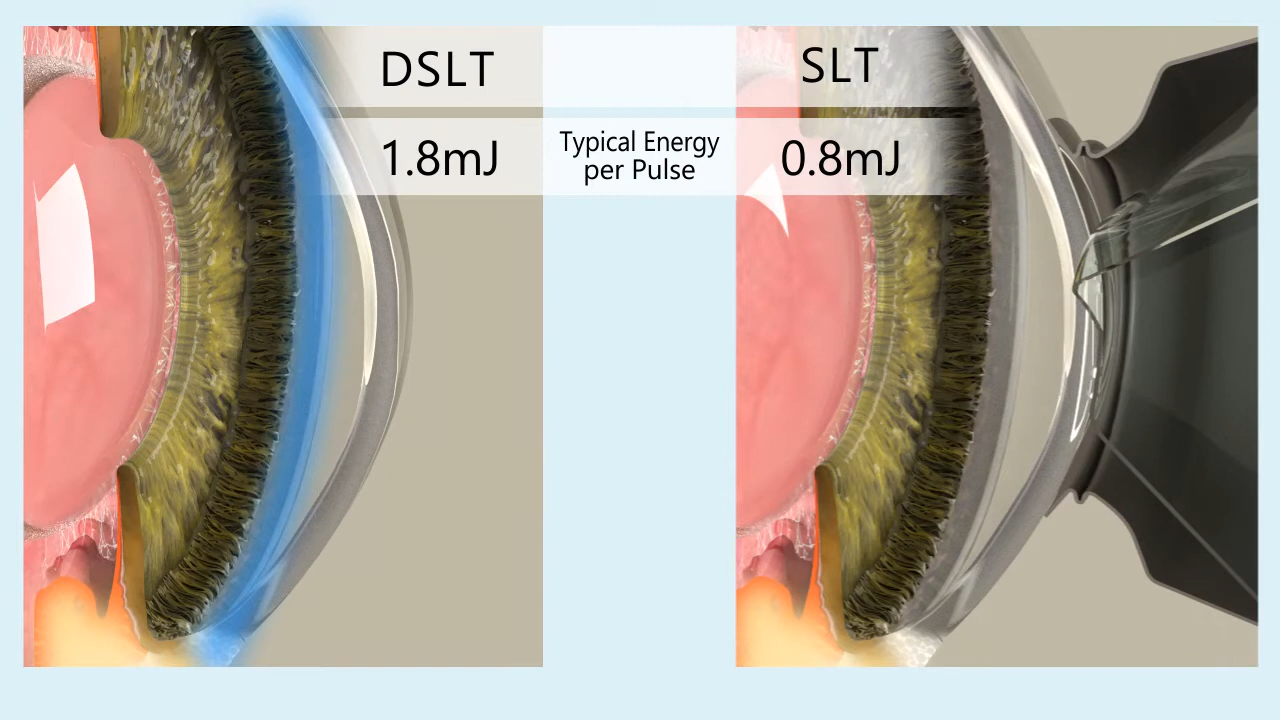 DSLT
SLT
1.8mJ
Typical Energy
per Pulse
0.8mJ